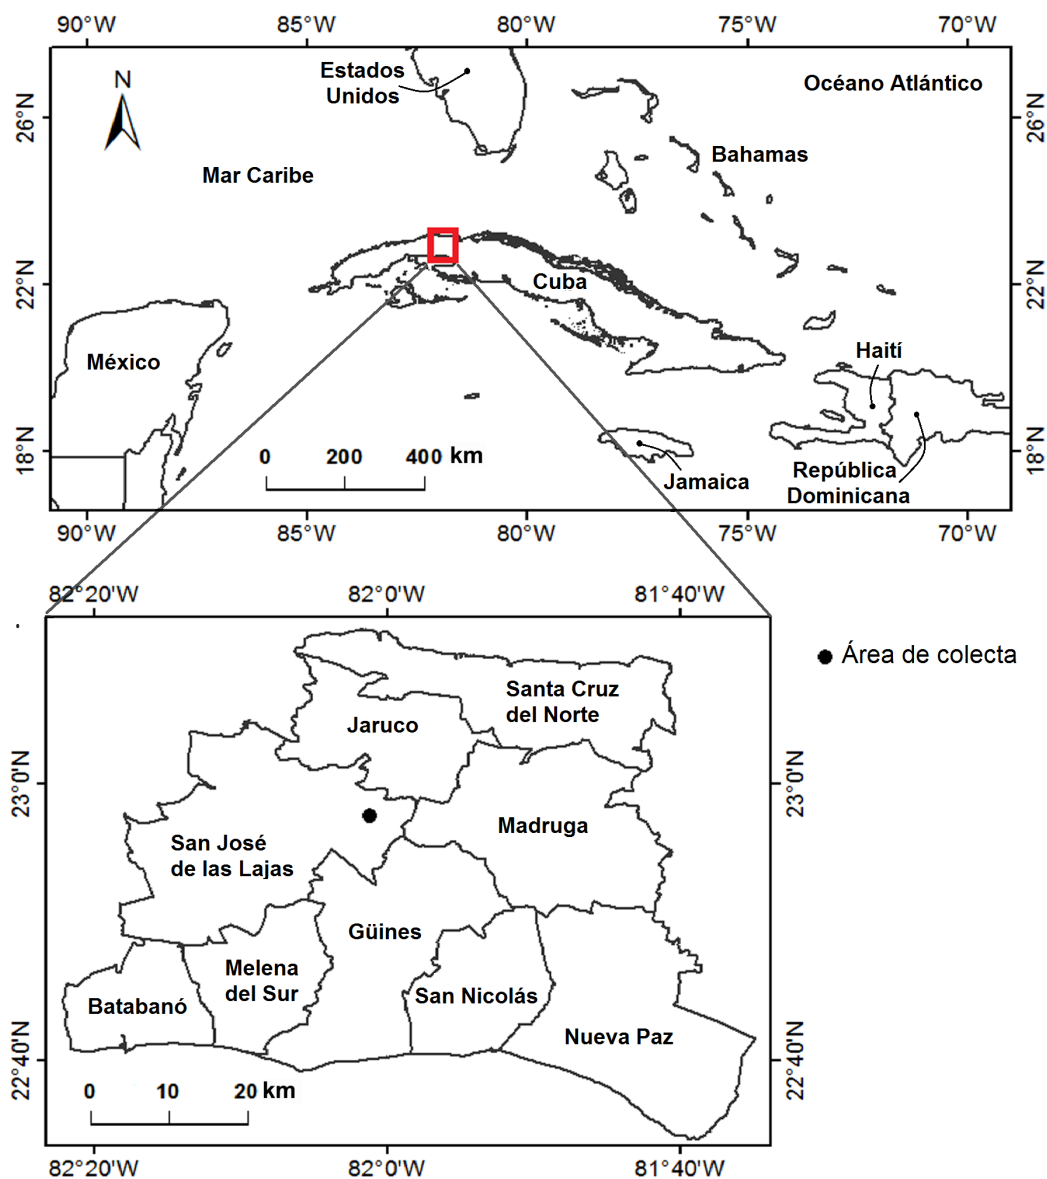 90°W 85°W 80°W 75°W 70°W
Estados
Unidos
Océano Atlántico
N
26°N 26°N
Bahamas
Mar Caribe
Cuba
22°N 22°N
Haití
México
18°N 18°N
0 200 400 km
República
Dominicana
Jamaica
90°W 85°W 80°W 75°W 70°W
82°20'W 82°0'W 81°40'W
Área de colecta
Santa Cruz
del Norte
Jaruco
23°0'N 23°0'N
Madruga
San José
de las Lajas
Güines
Melena
del Sur
San Nicolás
Batabanó
Nueva Paz
22°40'N 22°40'N
0 10 20 km
82°20'W 82°0'W 81°40'W